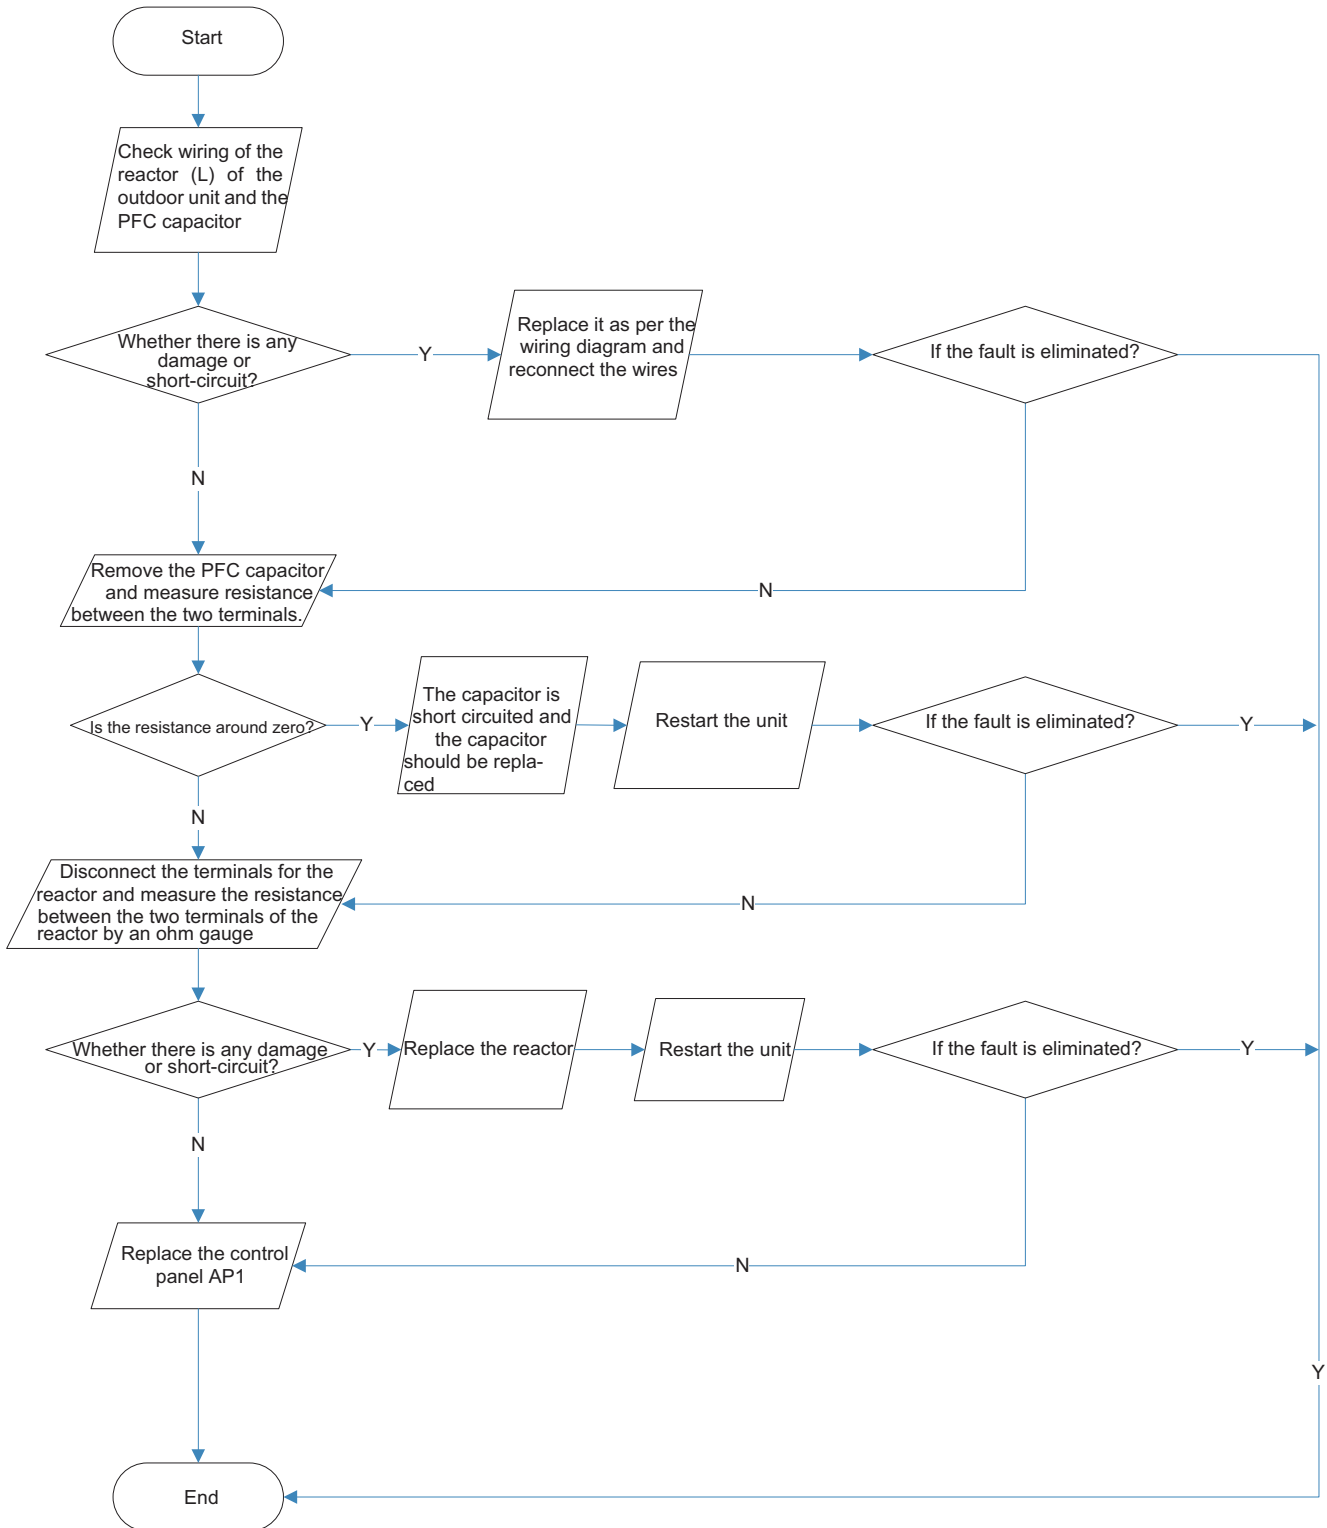 Start
Check wiring of the
reactor (L) of the
outdoor unit and the
PFC capacitor
Whether there is any
damage or
short-circuit?
Y
Replace it as per the
wiring diagram and
reconnect the wires
If the fault is eliminated?
N
Remove the PFC capacitor
and measure resistance
between the two terminals.
N
Is the resistance around zero?
Y
The capacitor is
short circuited and
the capacitor
should be repla-
ced
Restart the unit
If the fault is eliminated?
Y
N
Disconnect the terminals for the
reactor and measure the resistance
between the two terminals of the
reactor by an ohm gauge
N
Whether there is any damage
or short-circuit?
Y
Replace the reactor
Restart the unit
If the fault is eliminated?
Y
N
Replace the control
panel AP1
N
Y
End